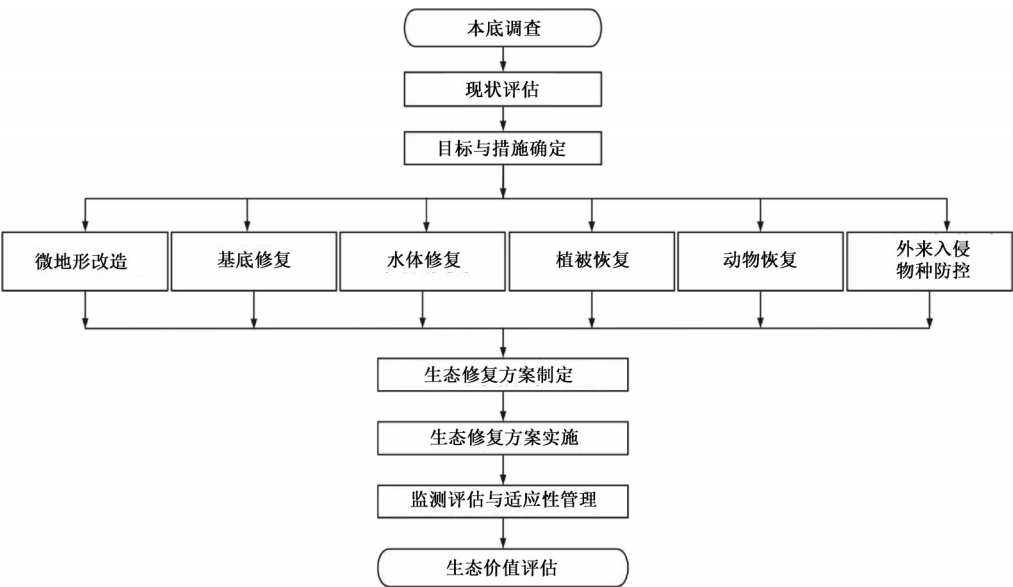 本底调查
现状评估
目标与措施确定
微地形改造
基底修复
水体修复
植被恢复
动物恢复
外来入侵
物种防控
生态修复方案制定
生态修复方案实施
监测评估与适应性管理
生态价值评估